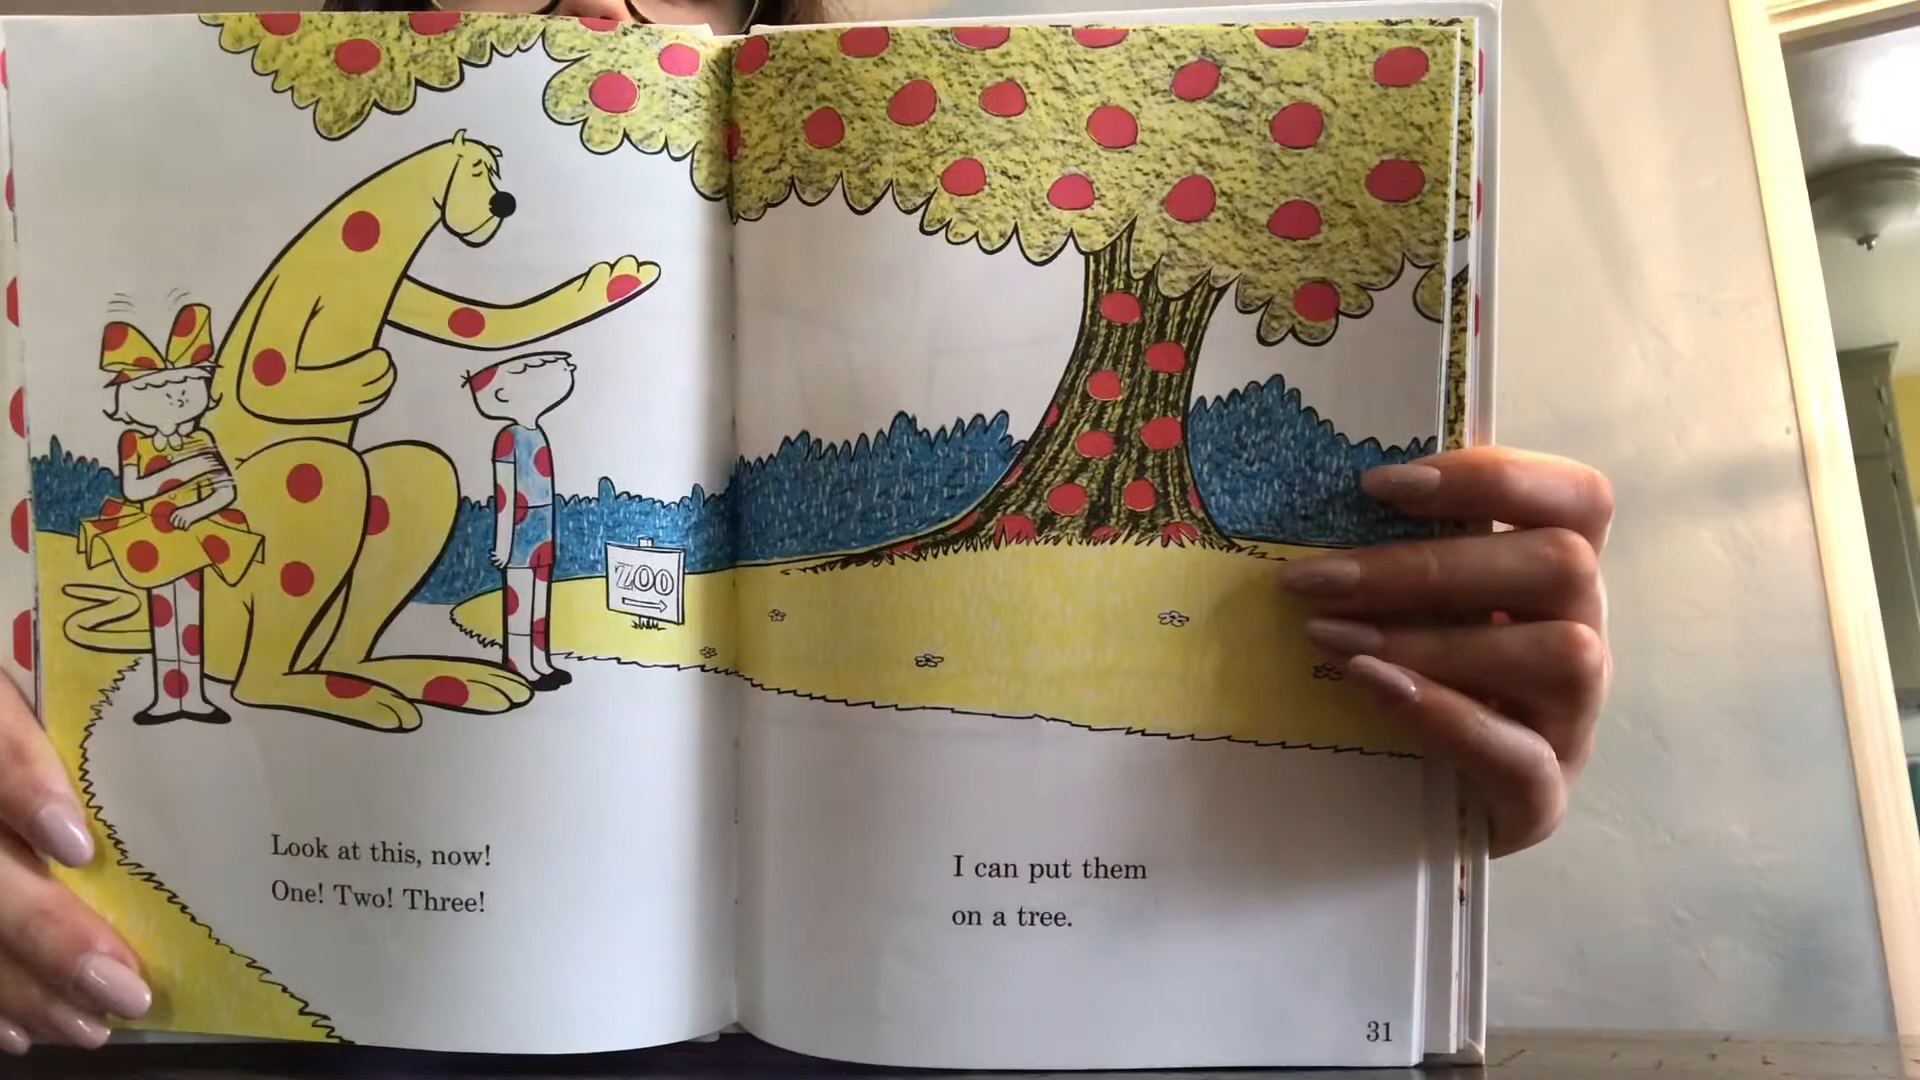 ZOO
Look at this, now!
One! Two! Three!
I can put them
on a tree.
31